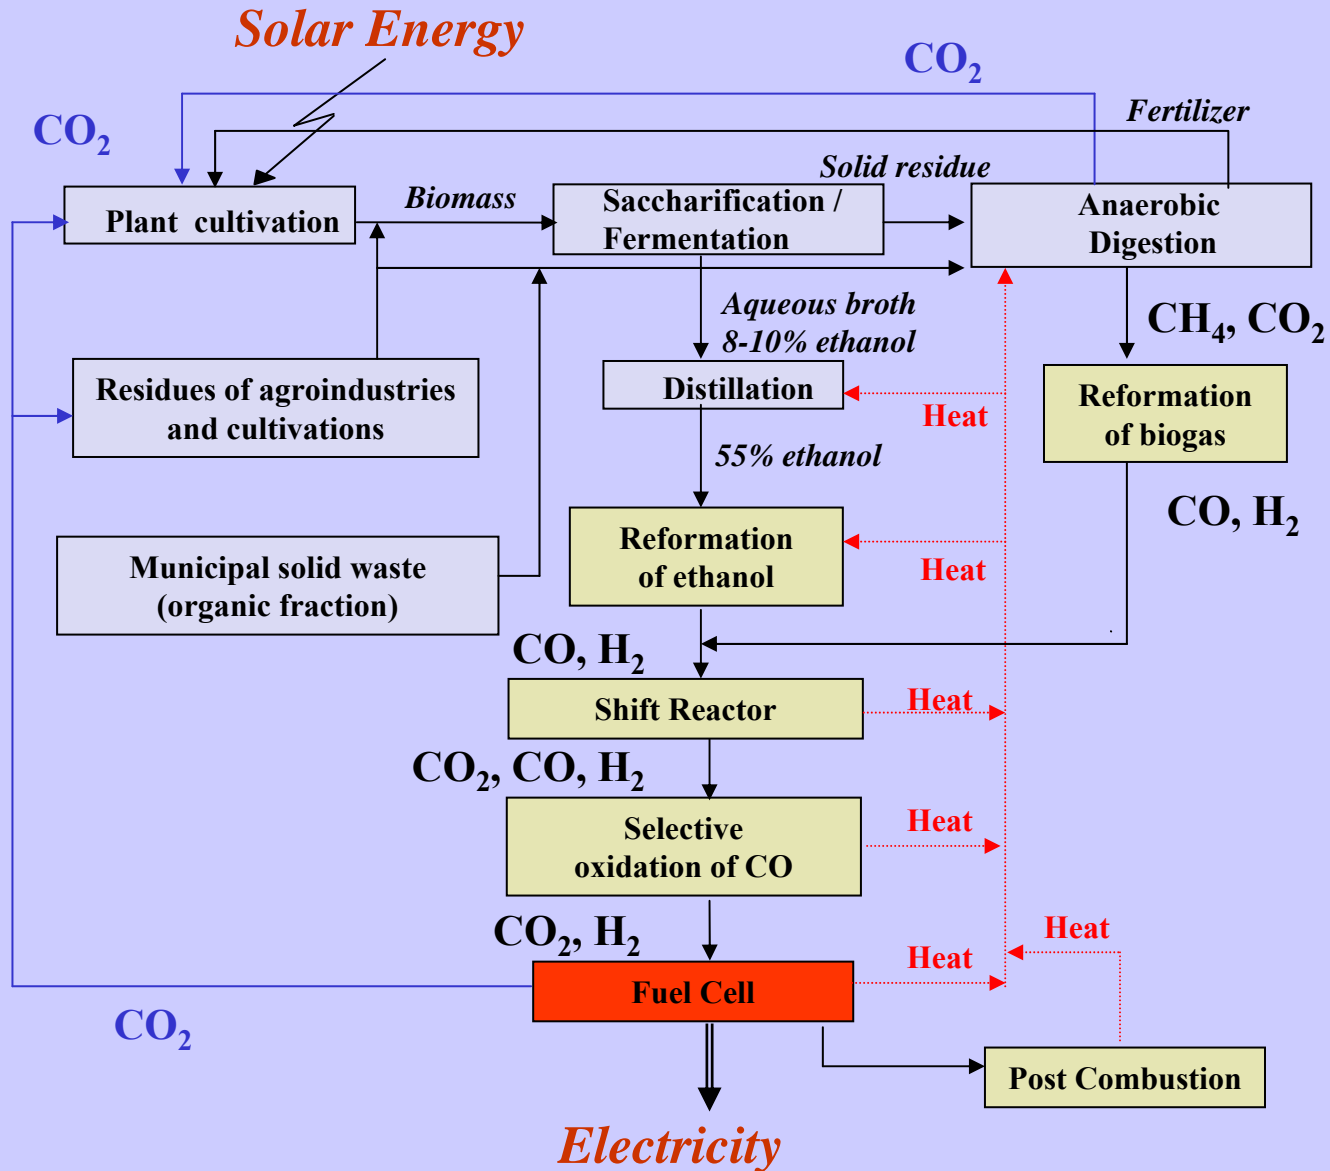 Solar Energy
CO2
CO2
Fertilizer
Solid residue
Plant cultivation
Biomass
Saccharification /
Fermentation
Anaerobic
Digestion
Aqueous broth
8-10% ethanol
CH4, CO2
Residues of agroindustries
and cultivations
Distillation
Heat
Reformation
of biogas
55% ethanol
CO, H2
Municipal solid waste
(organic fraction)
Reformation
of ethanol
Heat
CO, H2
Shift Reactor
Heat
CO2, CO, H2
Selective
oxidation of CO
Heat
CO2, H2
Heat
Heat
Fuel Cell
CO2
Post Combustion
Electricity